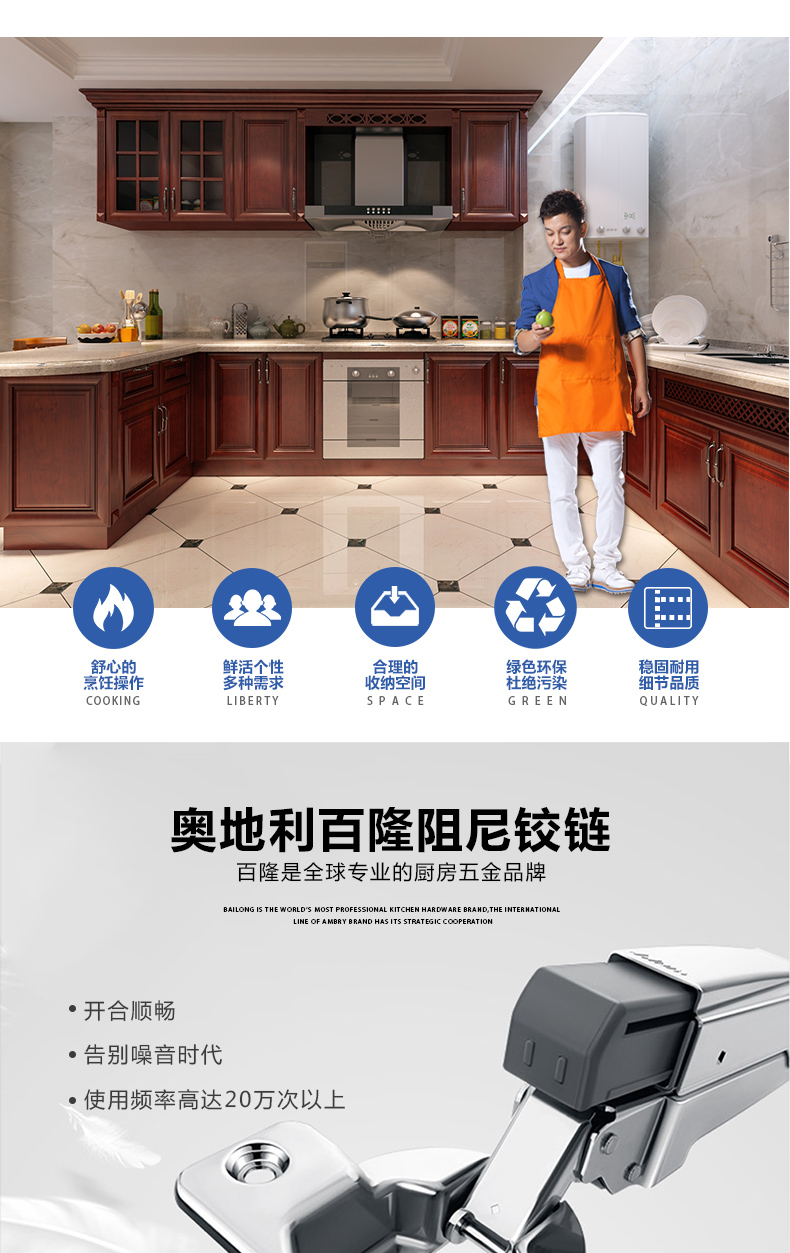 舒心的
烹饪操作
COOKING
鲜活个性
多种需求
LIBERTY
合理的
收纳空间
SPACE
绿色环保
杜绝污染
GREEN
稳固耐用
细节品质
QUALITY
奥地利百隆阻尼铰链
百隆是全球专业的厨房五金品牌
BAILONG IS THE WORLD'S MOST PROFESSIONAL KITCHEN HARDWARE BRAND,THE INTERNATIONAL
LINE OF AMBRY BRAND HAS ITS STRATEGIC COOPERATION
• 开合顺畅
• 告别噪音时代
• 使用频率高达20万次以上